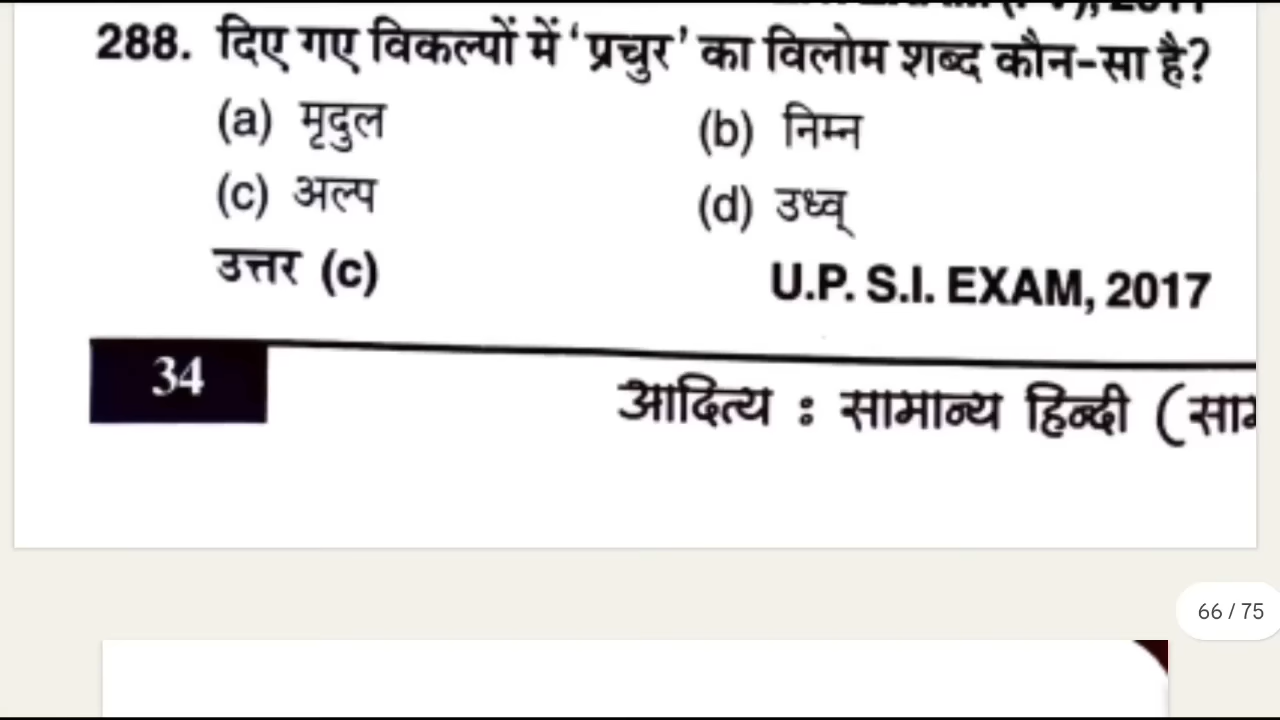 288. दिए गए विकल्पों में ‘प्रचुर’ का विलोम शब्द कौन-सा है?
(a) मृदुल (b) निम्न
(c) अल्प (d) उध्व्
उत्तर (c) U.P. S.I. EXAM, 2017
34 आदित्य : सामान्य हिन्दी
66 / 75